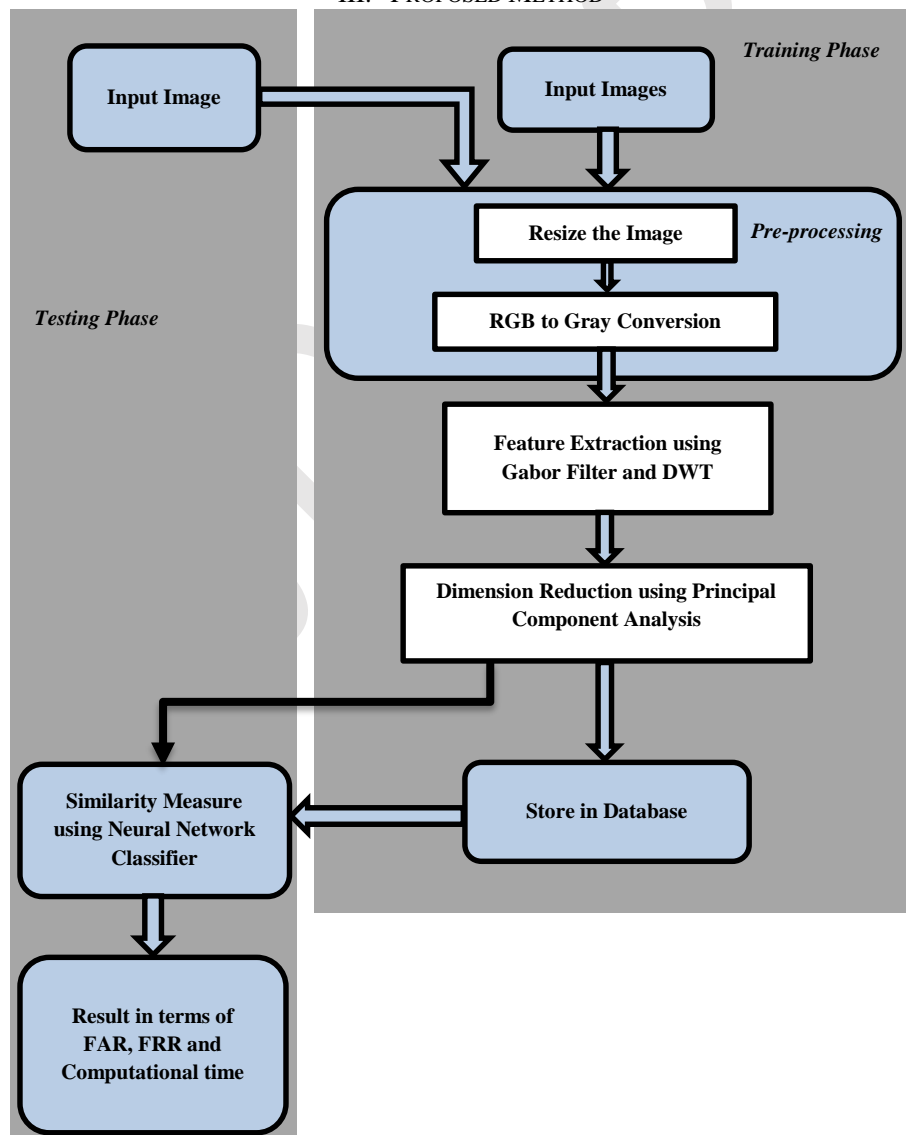 III. PROPOSED METHOD
Training Phase
Input Image
Input Images
Resize the Image
Pre-processing
RGB to Gray Conversion
Testing Phase
Feature Extraction using
Gabor Filter and DWT
Dimension Reduction using Principal
Component Analysis
Similarity Measure
using Neural Network
Classifier
Store in Database
Result in terms of
FAR, FRR and
Computational time